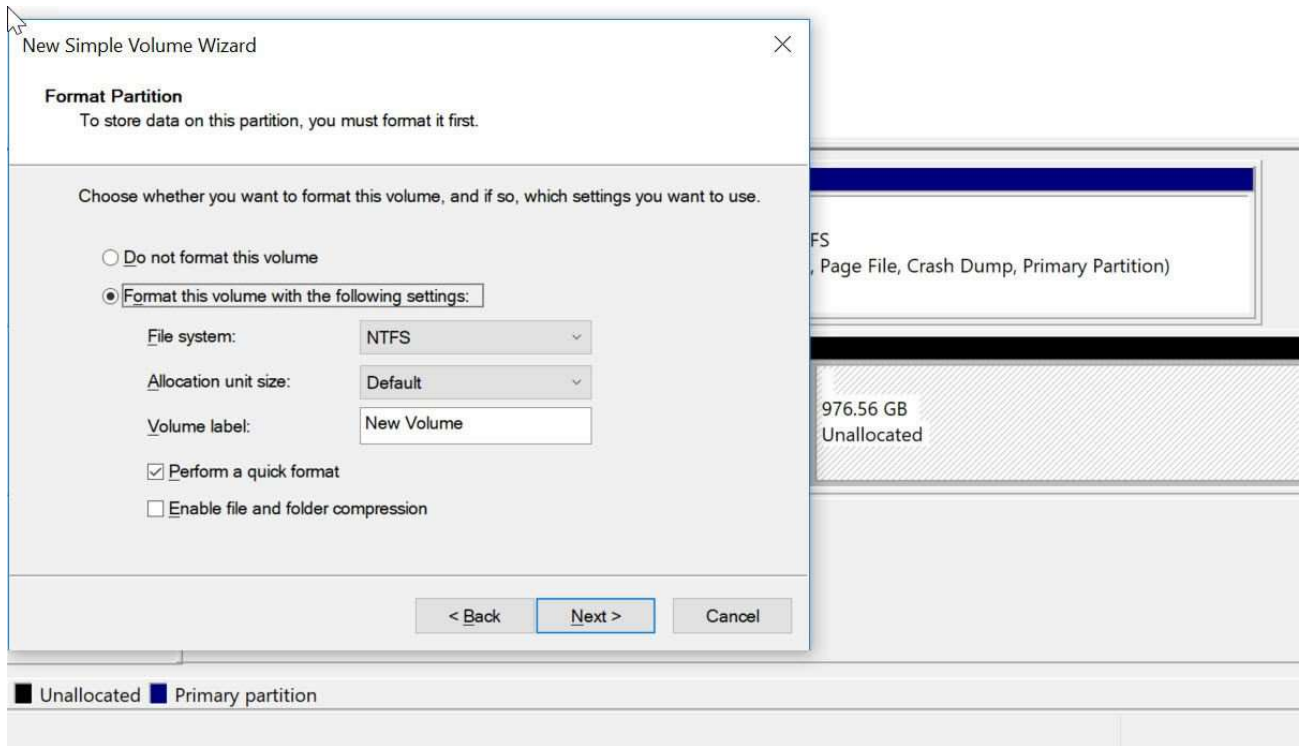 New Simple Volume Wizard
Format Partition
To store data on this partition, you must format it first.
Choose whether you want to format this volume, and if so, which settings you want to use.
Do not format this volume
Format this volume with the following settings:
File system: NTFS
Allocation unit size: Default
Volume label: New Volume
Perform a quick format
Enable file and folder compression
< Back Next > Cancel
FS
, Page File, Crash Dump, Primary Partition)
976.56 GB
Unallocated
Unallocated Primary partition